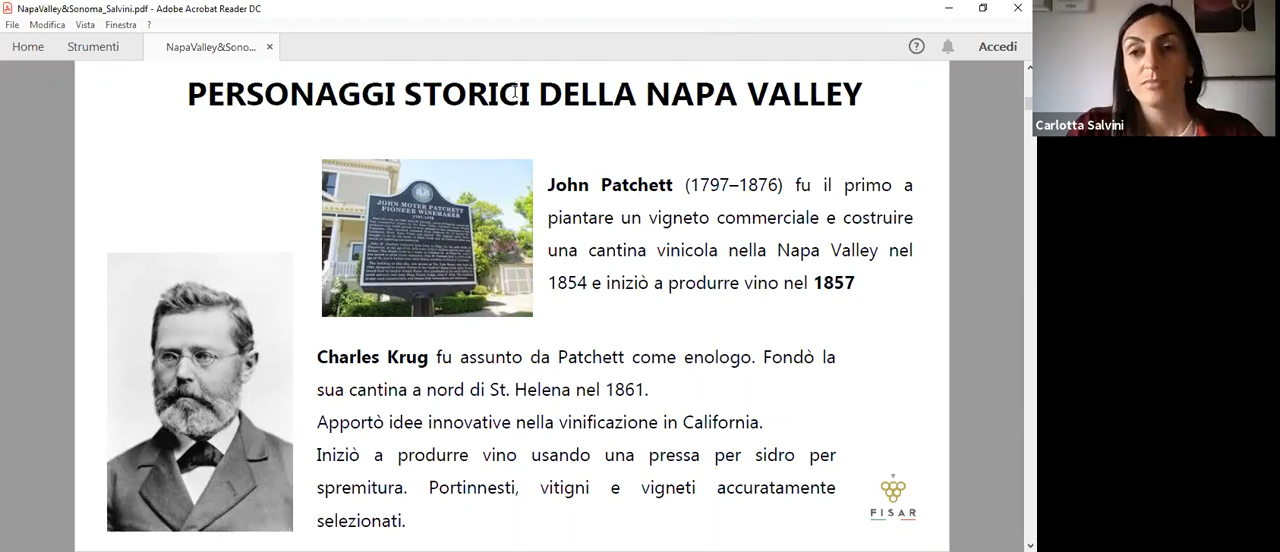 NapaValley&Sonoma_Salvini.pdf - Adobe Acrobat Reader DC
File Modifica Vista Finestra ?
Home Strumenti NapaValley&Sono... × Accedi
PERSONAGGI STORICI DELLA NAPA VALLEY
Carlotta Salvini
JOHN MOYER PATCHETT
PIONEER WINEMAKER
John Patchett (1797–1876) fu il primo a
piantare un vigneto commerciale e costruire
una cantina vinicola nella Napa Valley nel
1854 e iniziò a produrre vino nel 1857
Charles Krug fu assunto da Patchett come enologo. Fondò la
sua cantina a nord di St. Helena nel 1861.
Apportò idee innovative nella vinificazione in California.
Iniziò a produrre vino usando una pressa per sidro per
spremitura. Portinnesti, vitigni e vigneti accuratamente
selezionati.
FISAR